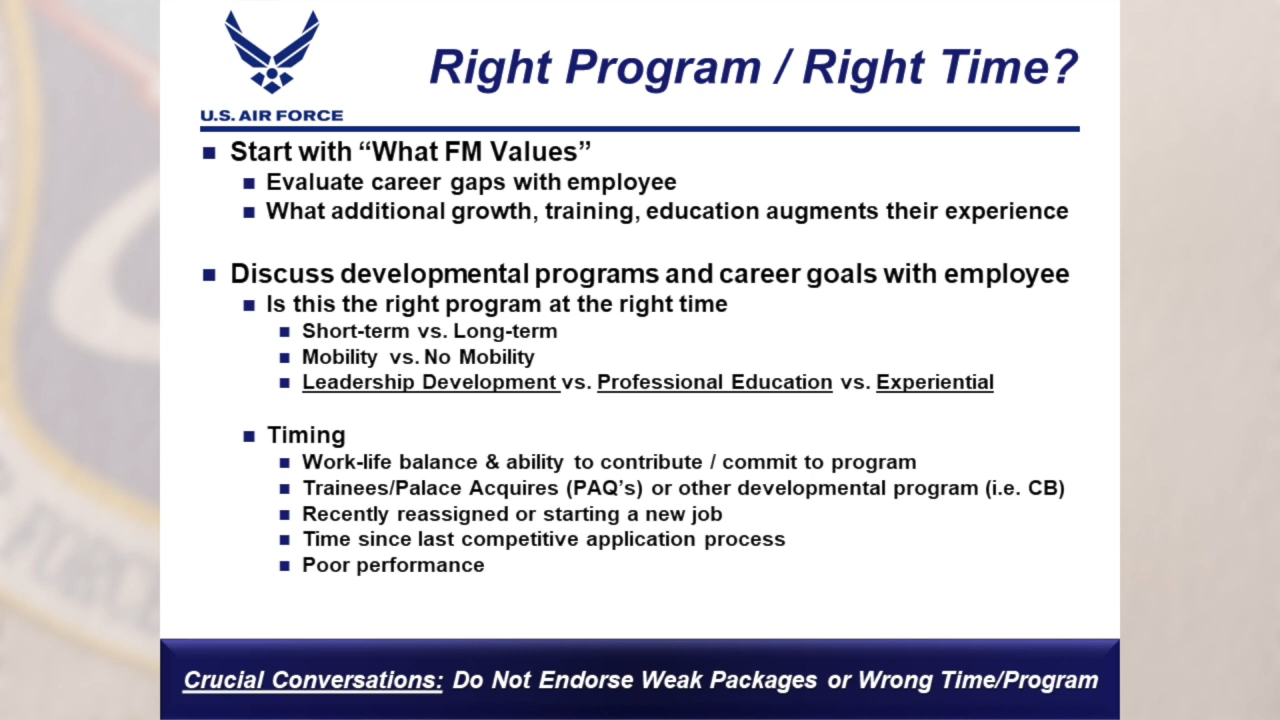 Right Program / Right Time?
U.S. AIR FORCE
Start with “What FM Values”
Evaluate career gaps with employee
What additional growth, training, education augments their experience
Discuss developmental programs and career goals with employee
Is this the right program at the right time
Short-term vs. Long-term
Mobility vs. No Mobility
Leadership Development vs. Professional Education vs. Experiential
Timing
Work-life balance & ability to contribute / commit to program
Trainees/Palace Acquires (PAQ’s) or other developmental program (i.e. CB)
Recently reassigned or starting a new job
Time since last competitive application process
Poor performance
Crucial Conversations: Do Not Endorse Weak Packages or Wrong Time/Program